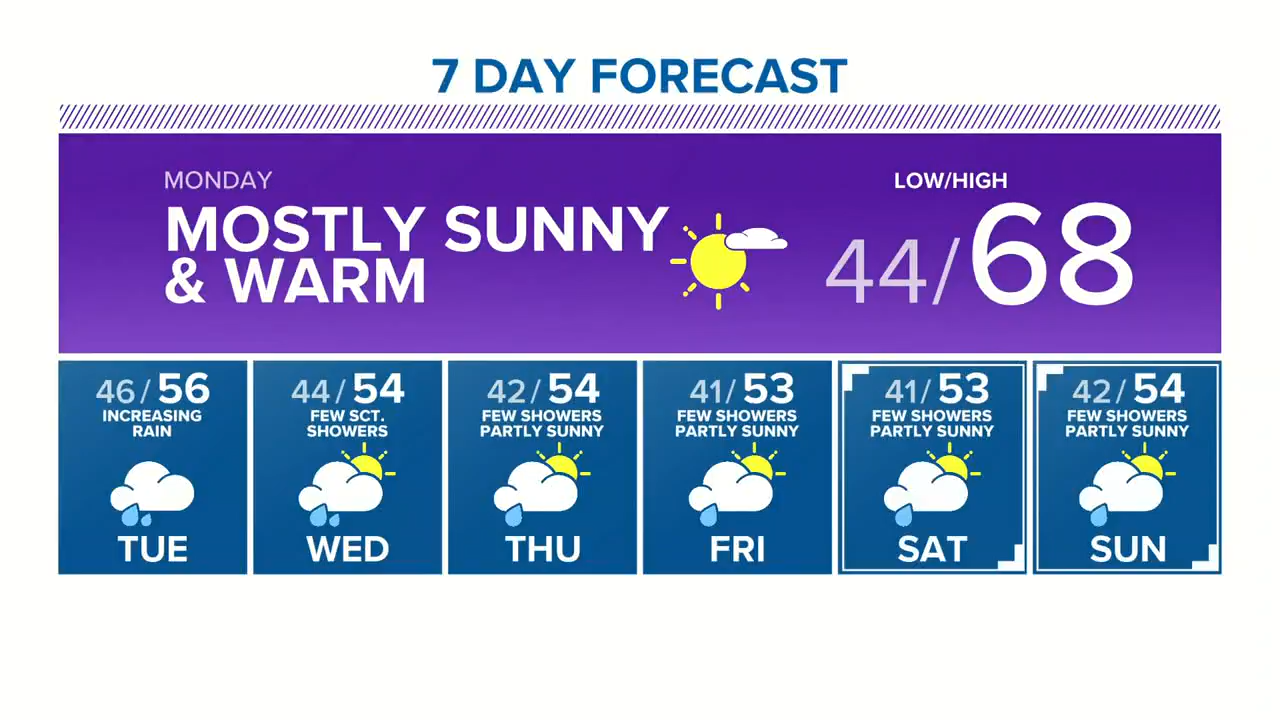 7 DAY FORECAST
MONDAY
MOSTLY SUNNY
& WARM
LOW/HIGH
44/68
46/56
INCREASING
RAIN
TUE
44/54
FEW SCT.
SHOWERS
WED
42/54
FEW SHOWERS
PARTLY SUNNY
THU
41/53
FEW SHOWERS
PARTLY SUNNY
FRI
41/53
FEW SHOWERS
PARTLY SUNNY
SAT
42/54
FEW SHOWERS
PARTLY SUNNY
SUN